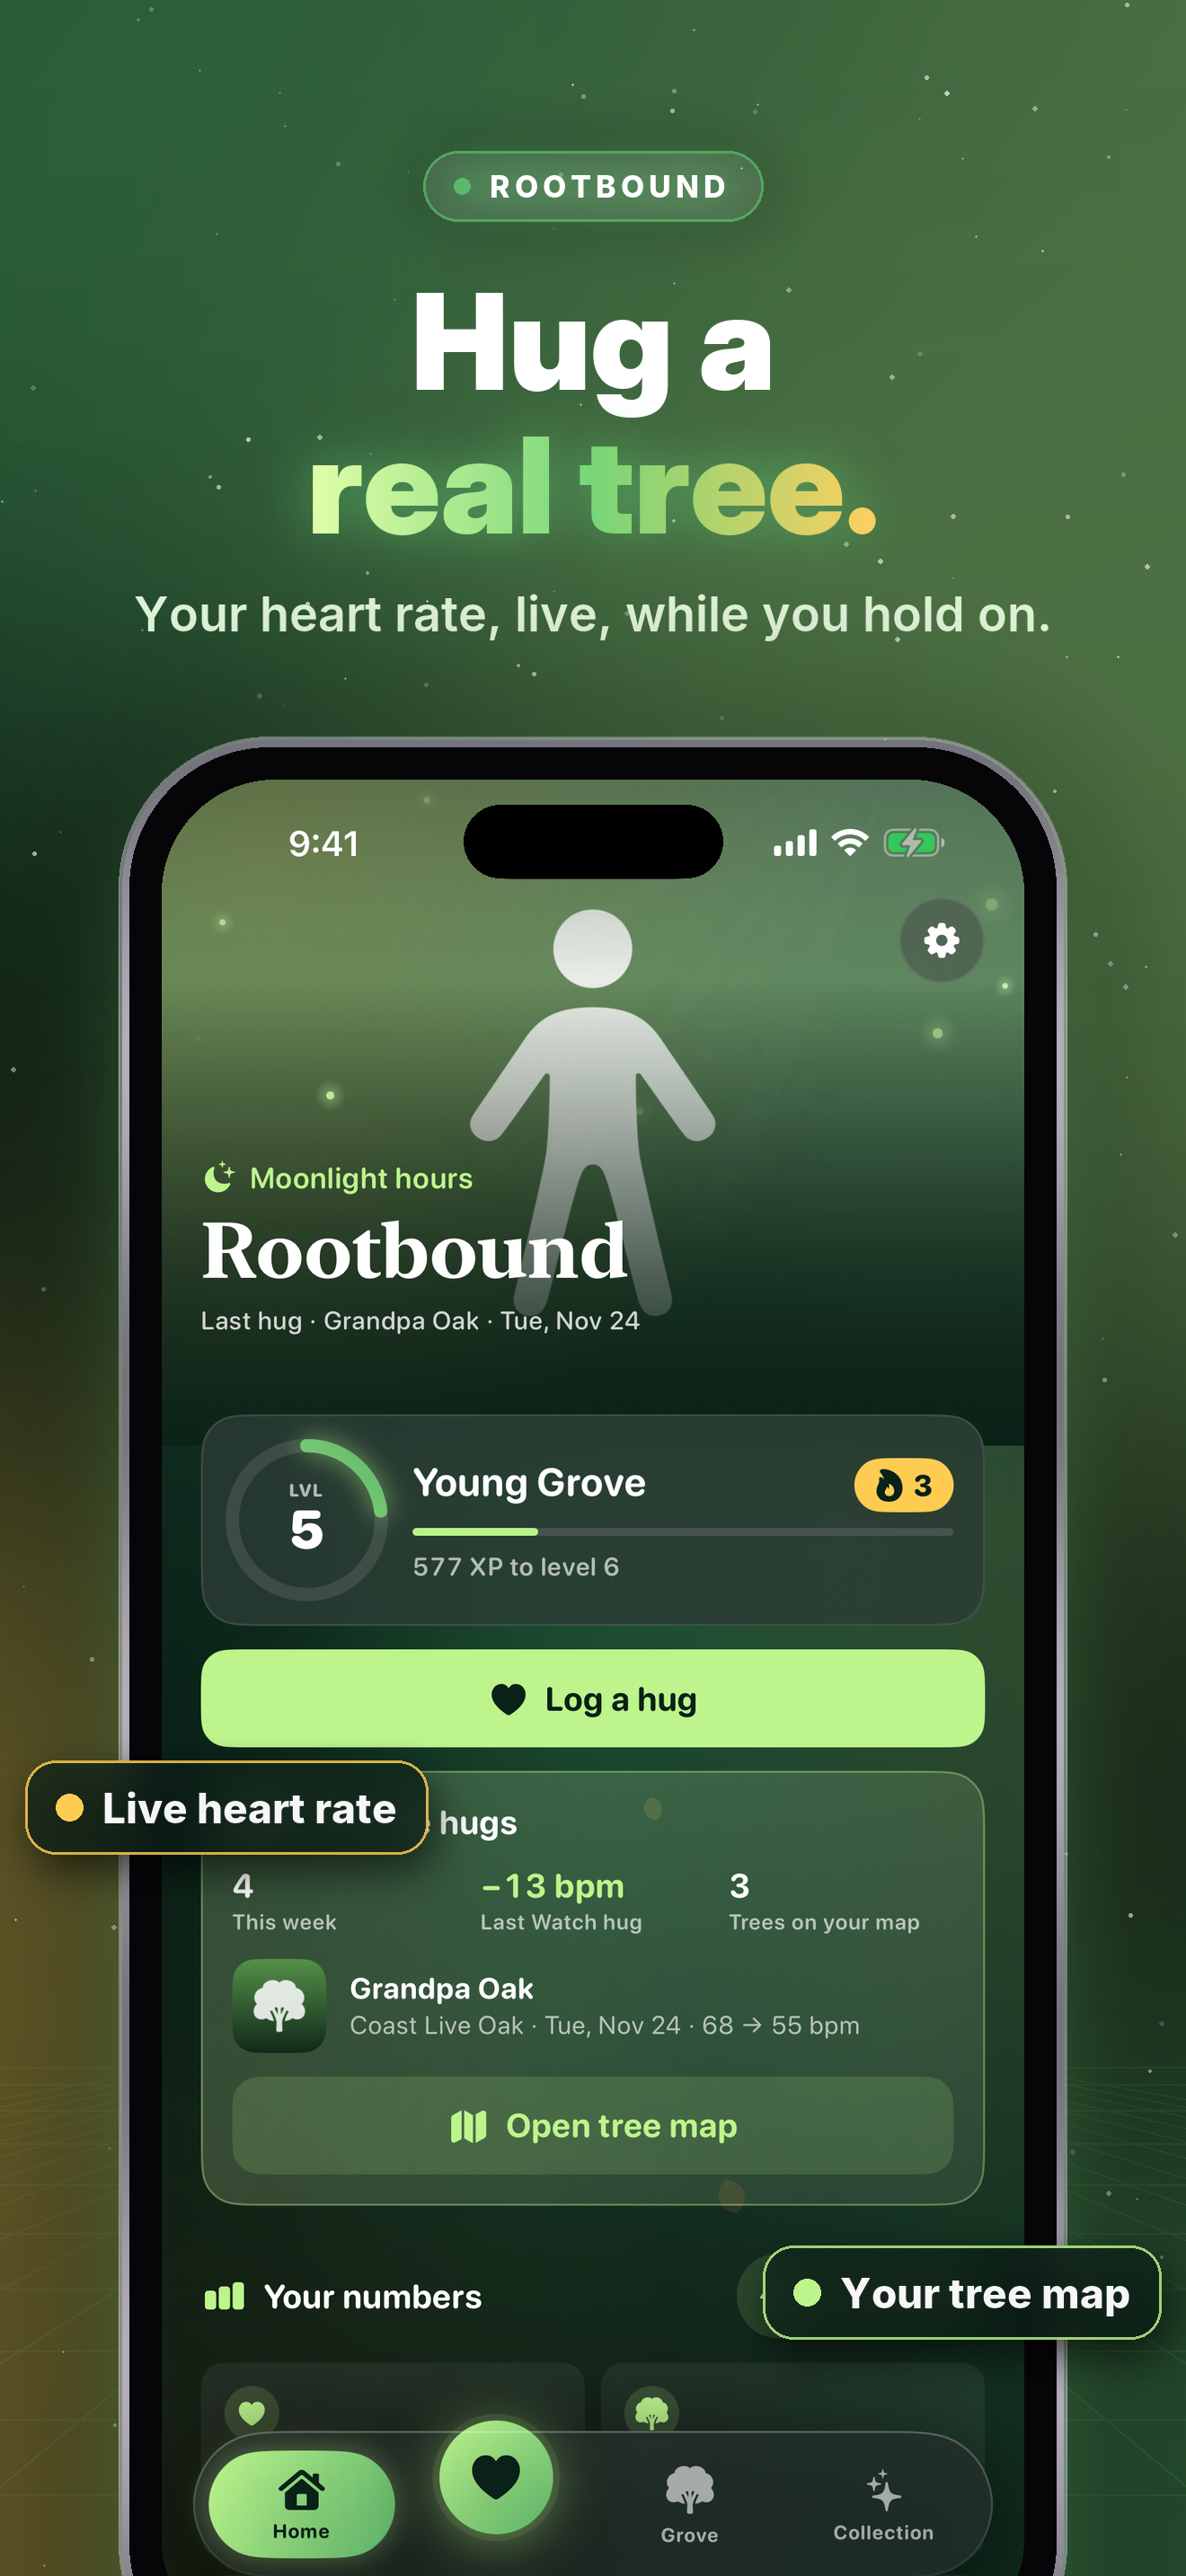 ROOTBOUND
Hug a
real tree.
Your heart rate, live, while you hold on.
9:41
Moonlight hours
Rootbound
Last hug · Grandpa Oak · Tue, Nov 24
LVL
5
Young Grove
3
577 XP to level 6
Log a hug
Live heart rate
hugs
4
This week
−13 bpm
Last Watch hug
3
Trees on your map
Grandpa Oak
Coast Live Oak · Tue, Nov 24 · 68 → 55 bpm
Open tree map
Your numbers
Your tree map
Home
Grove
Collection